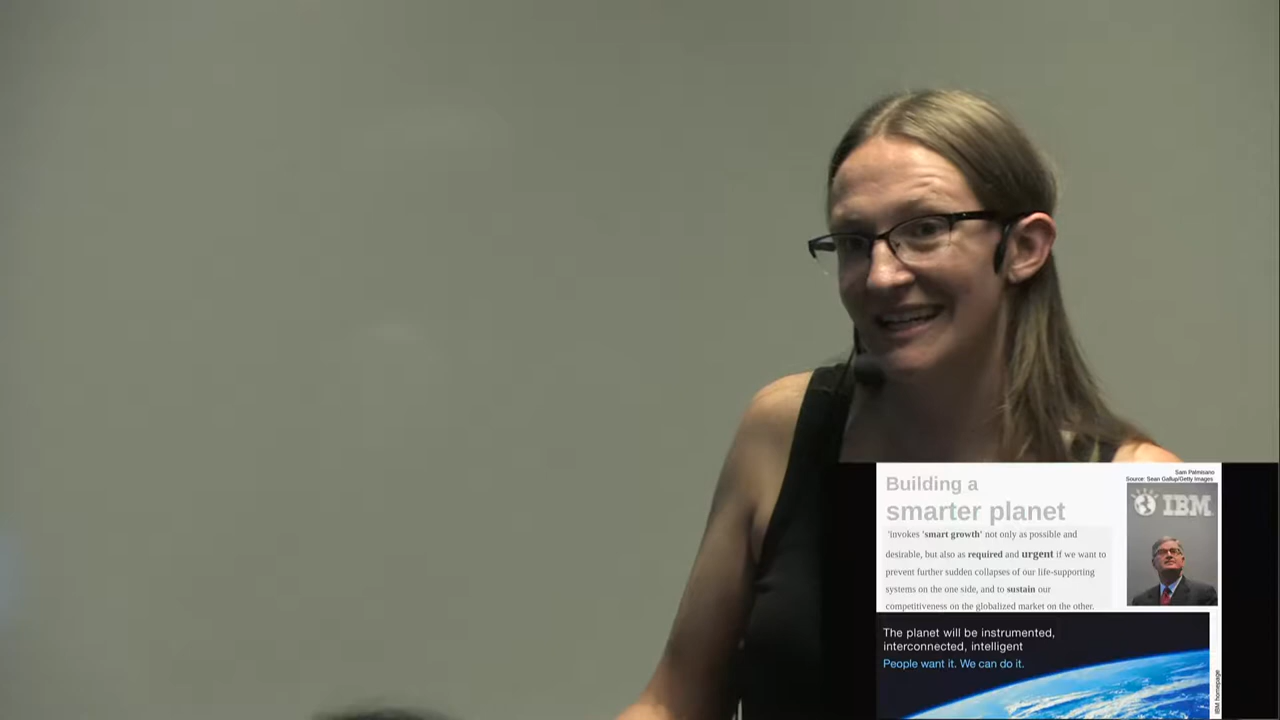 Building a
smarter planet
'invokes 'smart growth' not only as possible and
desirable, but also as required and urgent if we want to
prevent further sudden collapses of our life-supporting
systems on the one side, and to sustain our
competitiveness on the globalized market on the other.
Sam Palmisano
Source: Sean Gallup/Getty Images
IBM
The planet will be instrumented,
interconnected, intelligent
People want it. We can do it.
IBM homepage